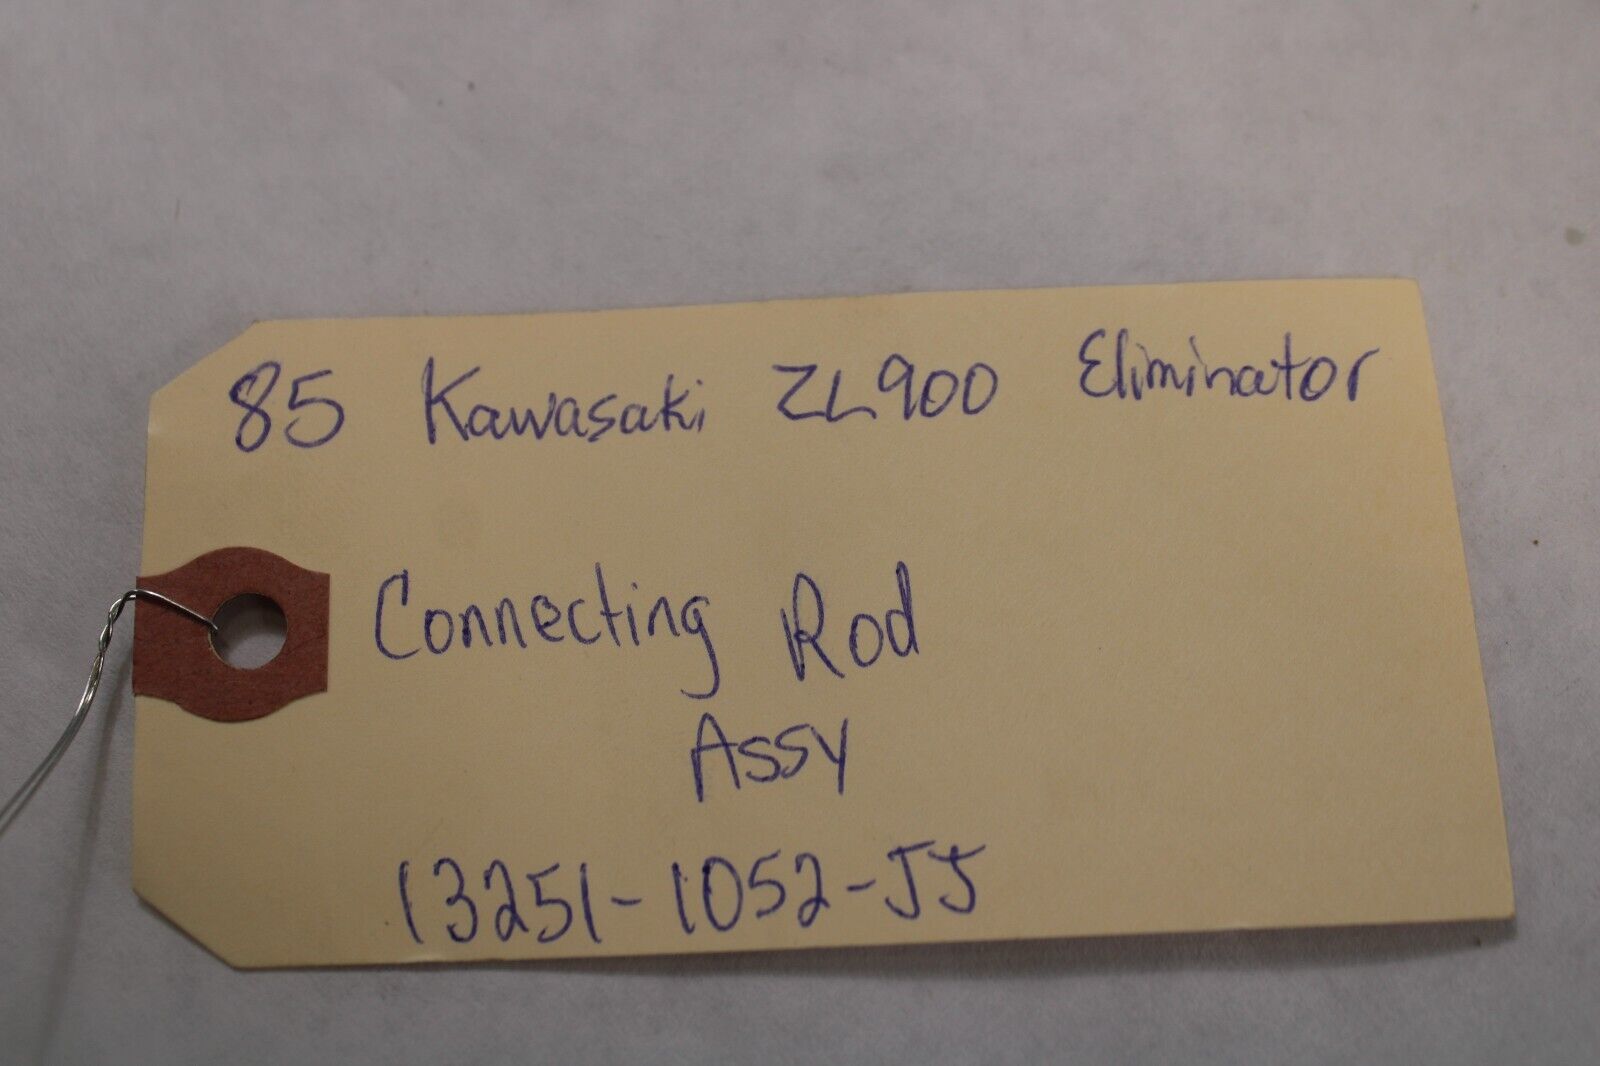 85 Kawasaki ZL900 Eliminator
Connecting Rod
Assy
13251-1052-JJ